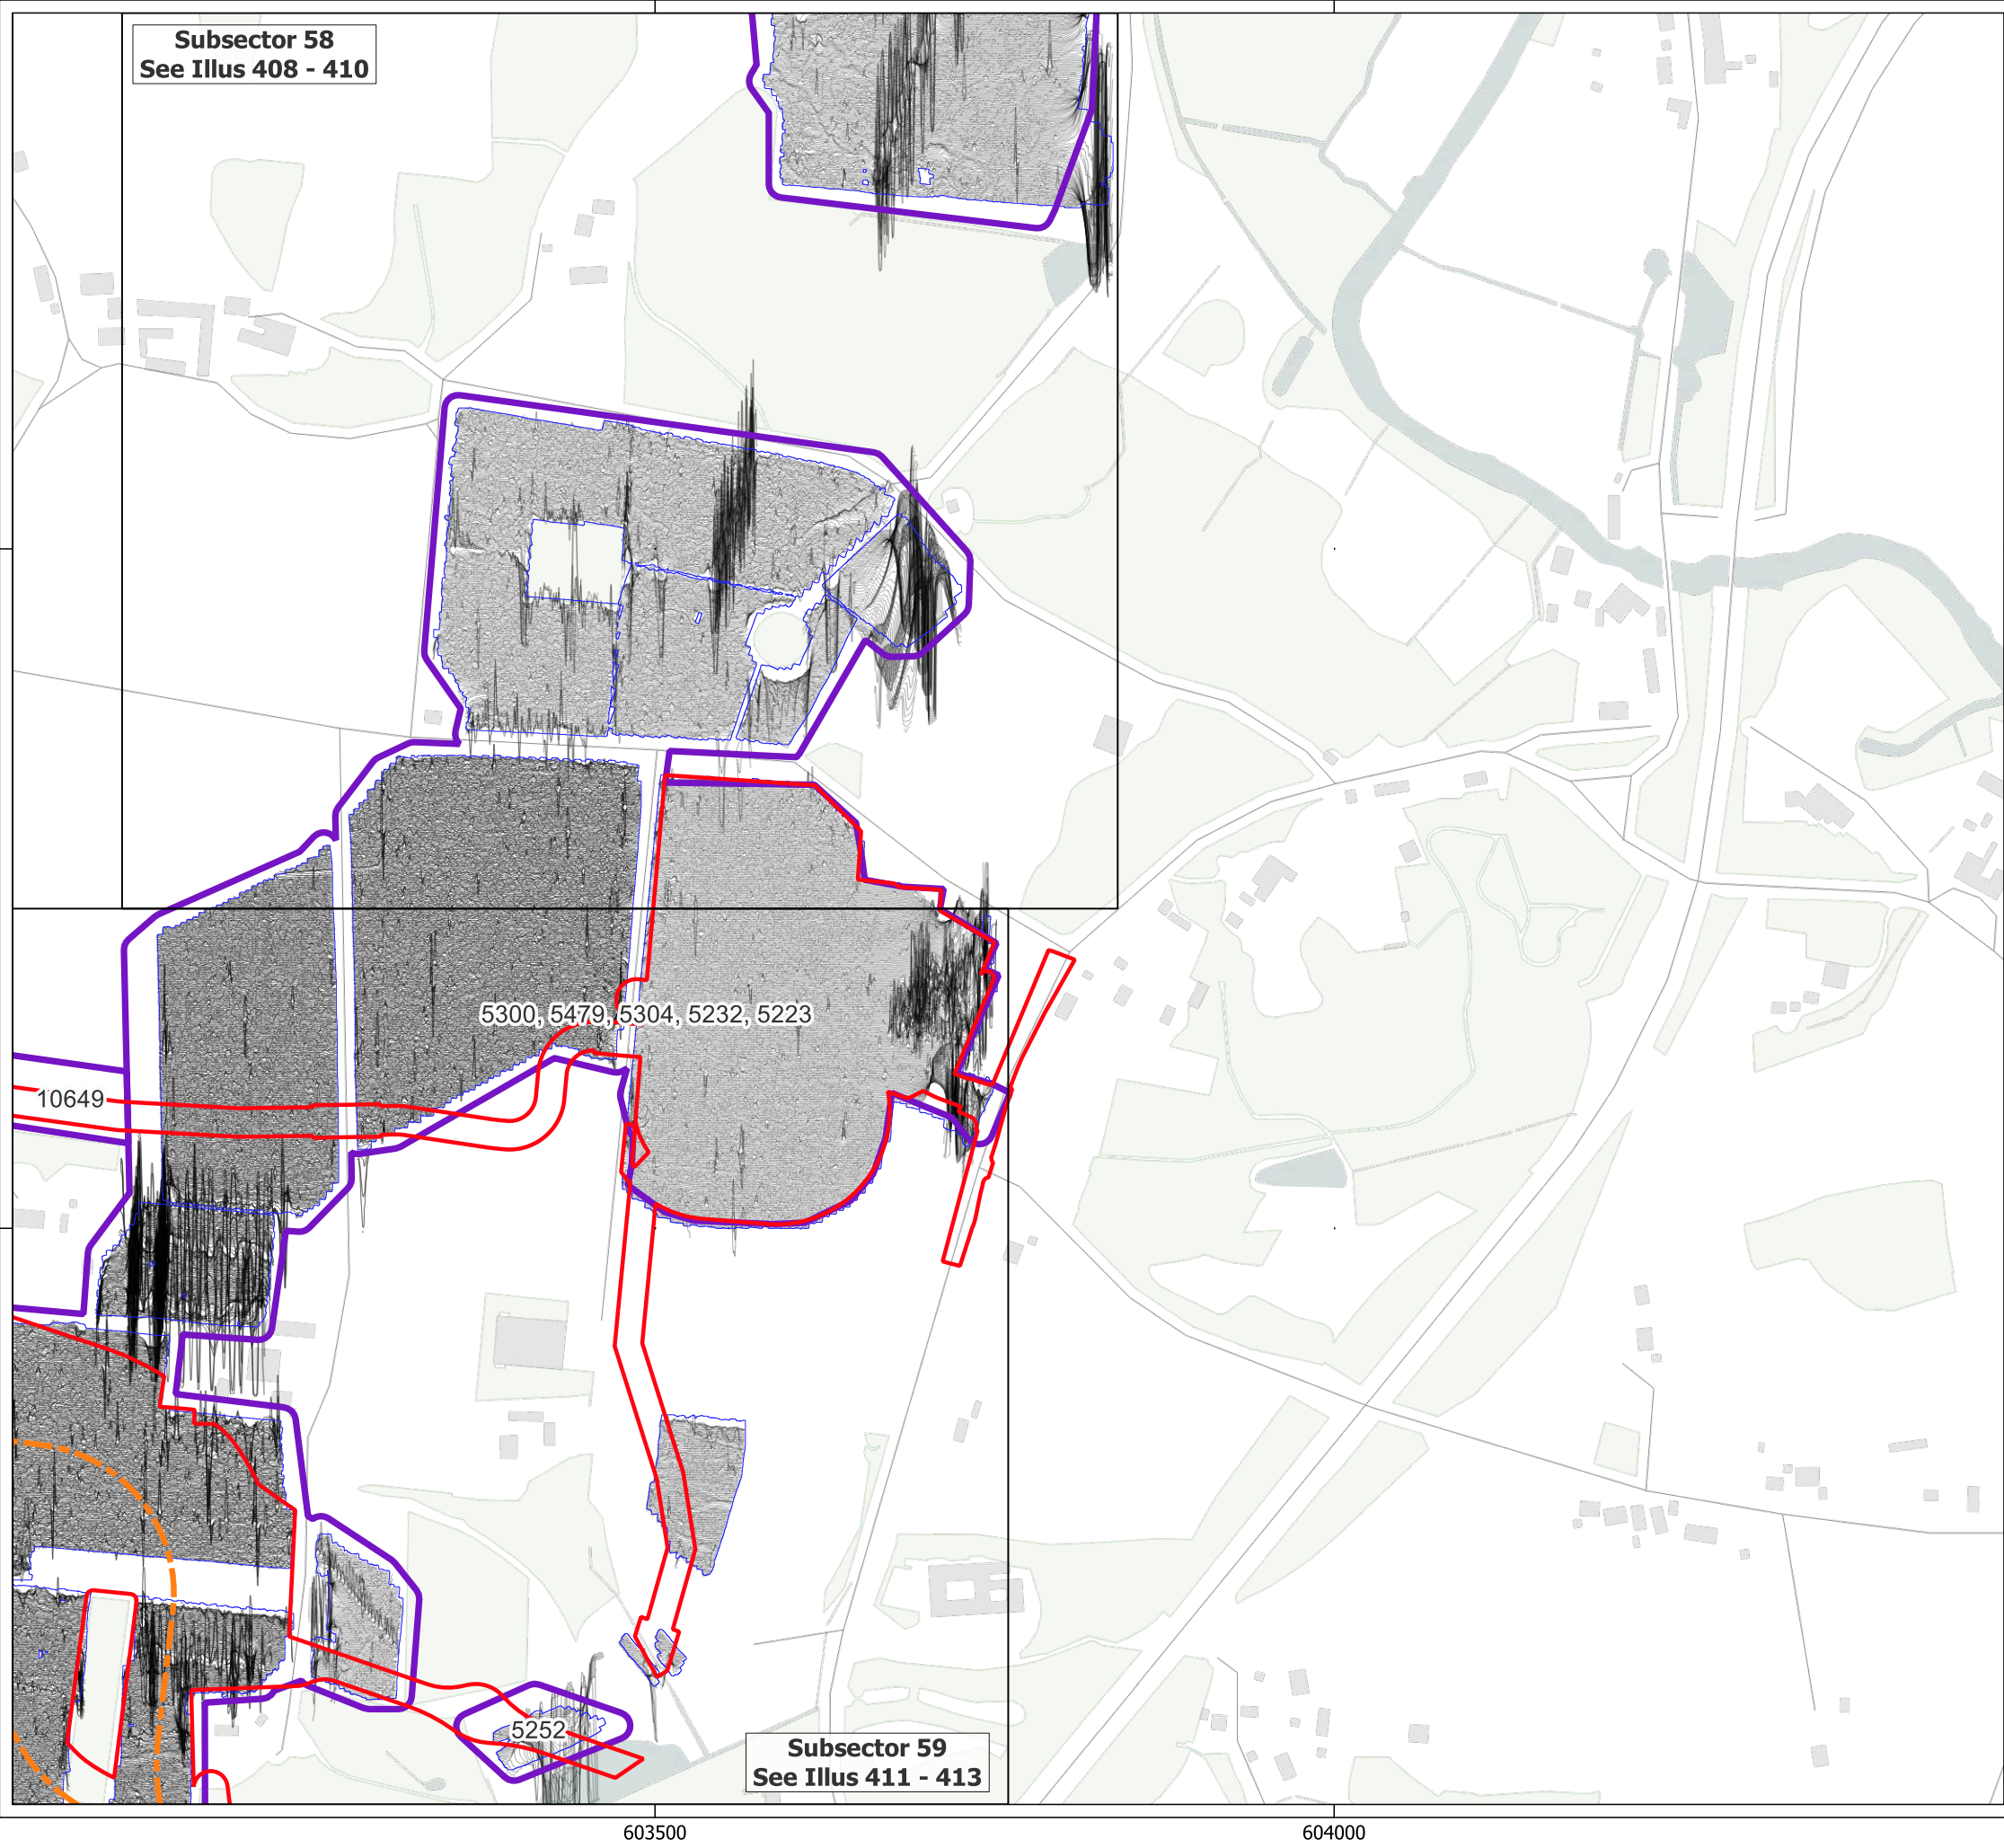 Subsector 58
See Illus 408 - 410
5300, 5479, 5304, 5232, 5223
10649
5252
Subsector 59
See Illus 411 - 413
603500
604000